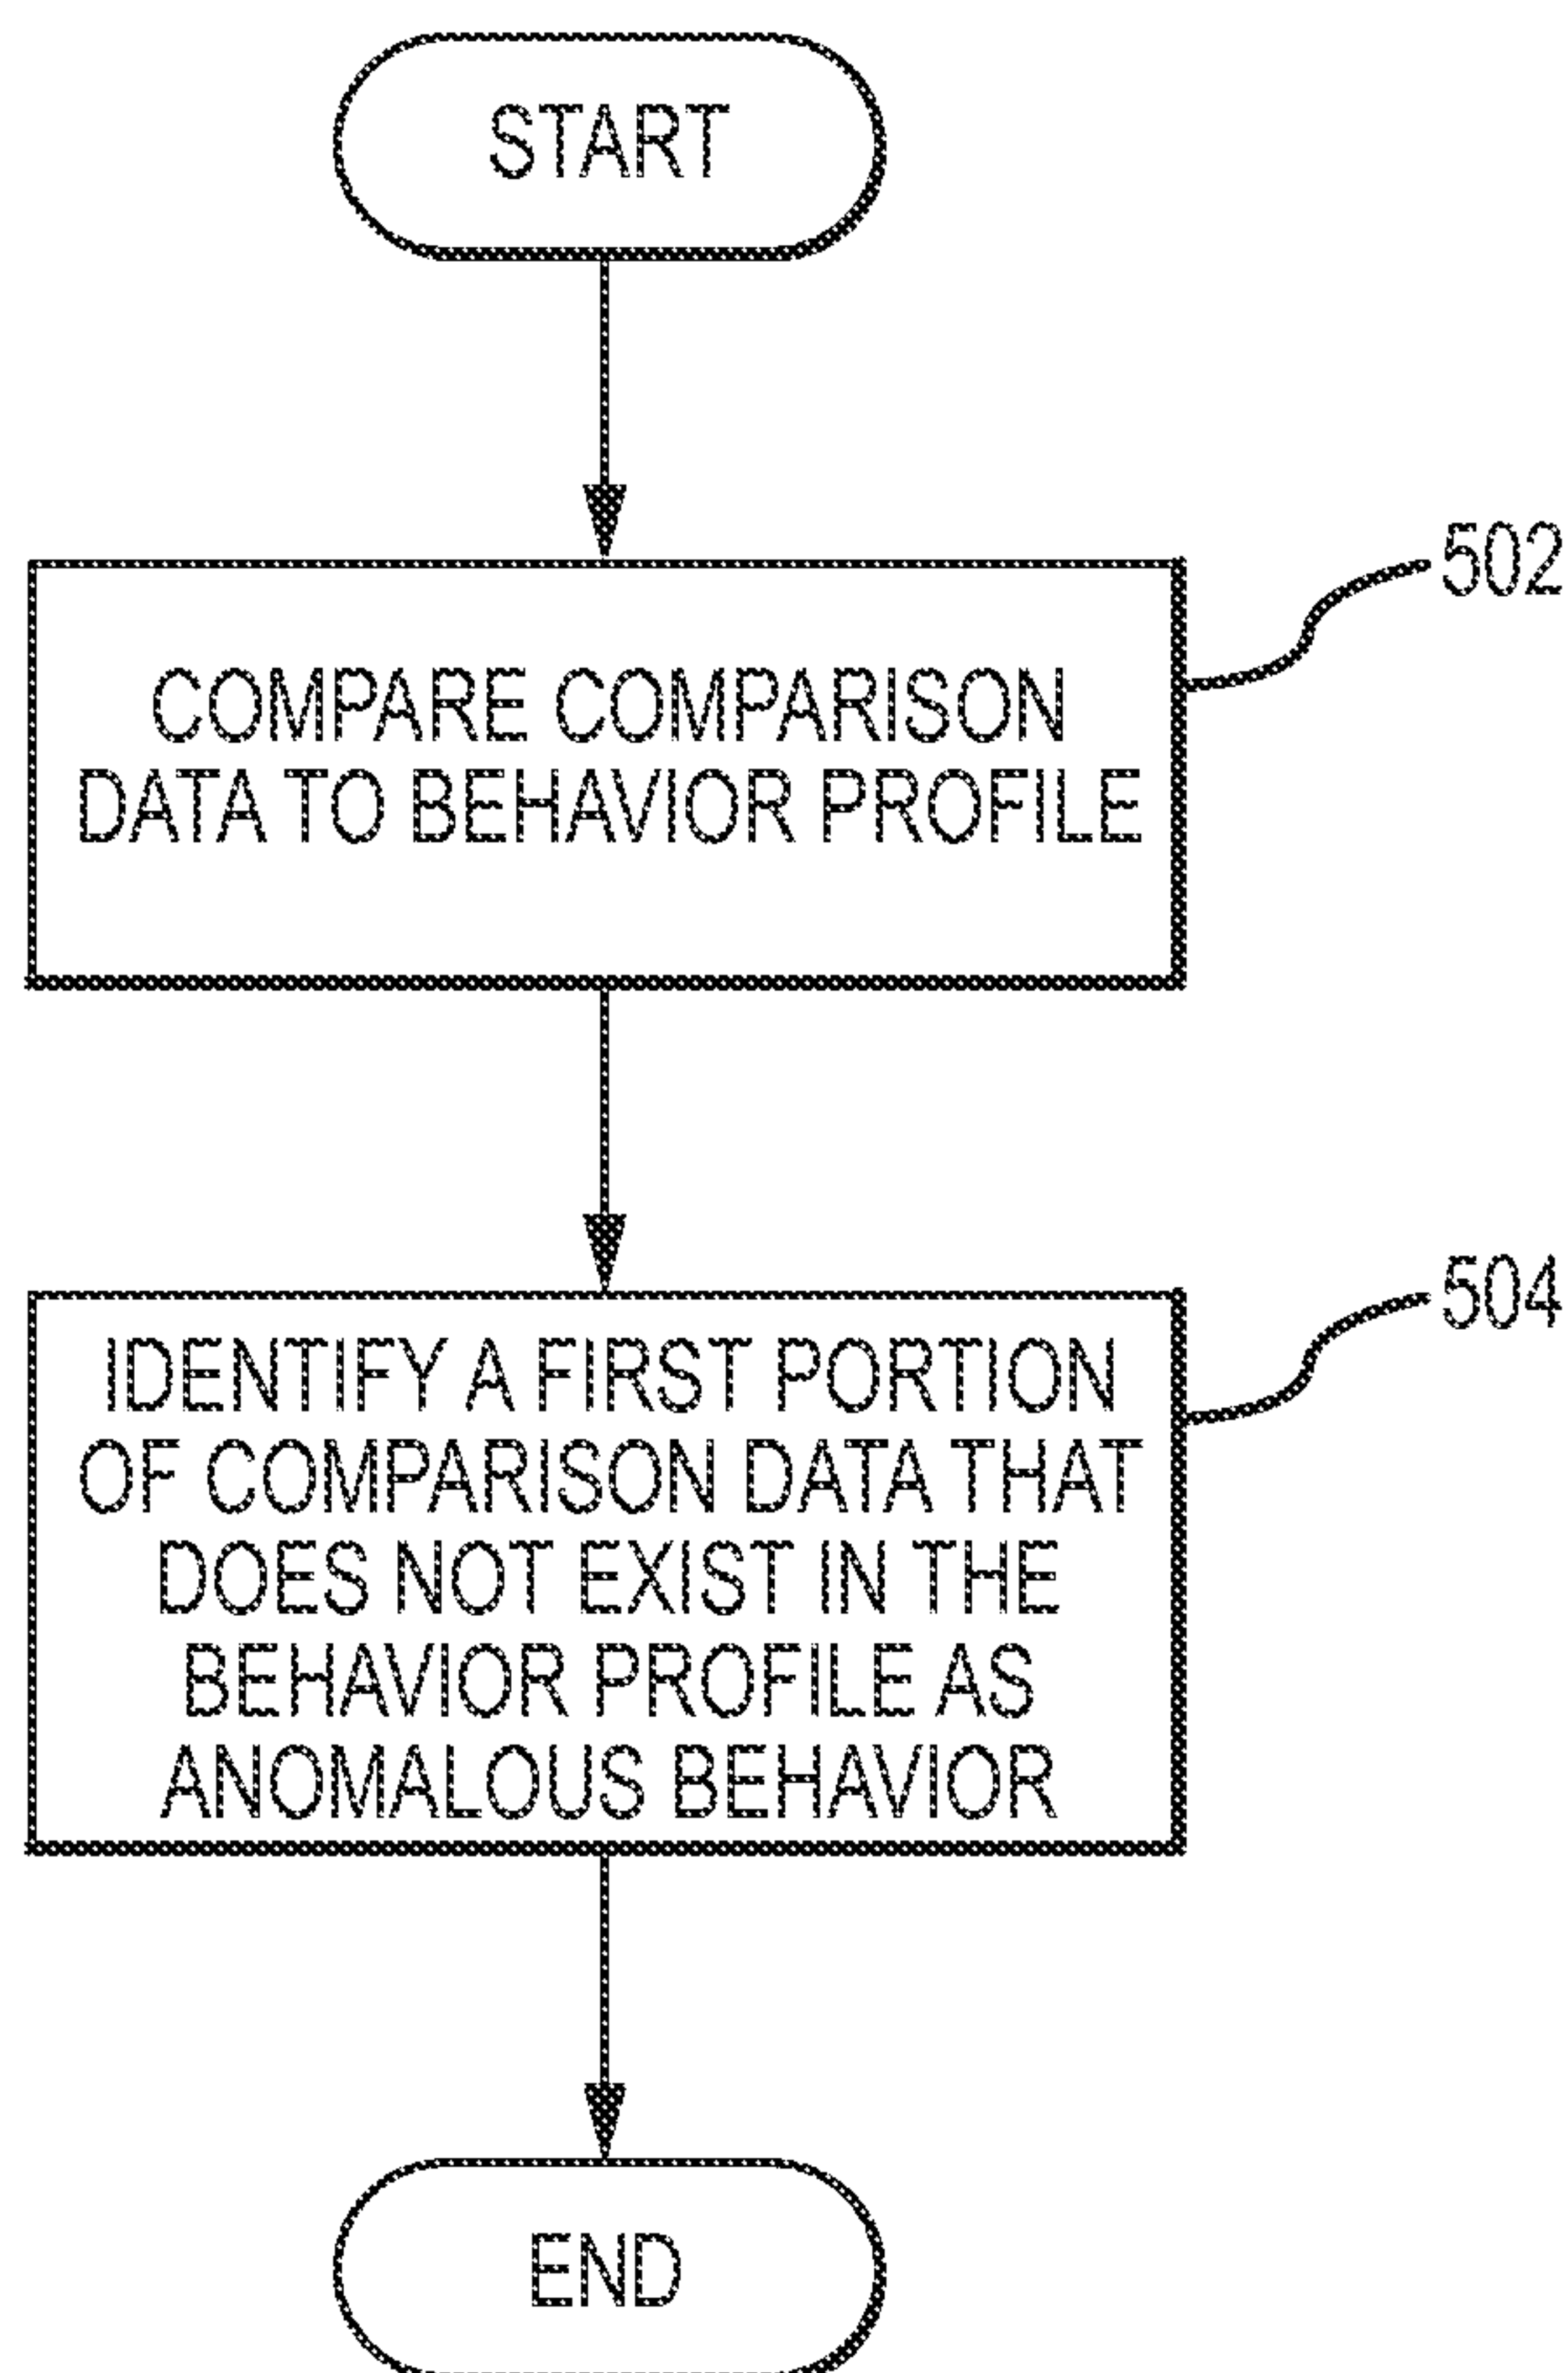 START
502
COMPARE COMPARISON
DATA TO BEHAVIOR PROFILE
504
IDENTIFY A FIRST PORTION
OF COMPARISON DATA THAT
DOES NOT EXIST IN THE
BEHAVIOR PROFILE AS
ANOMALOUS BEHAVIOR
END